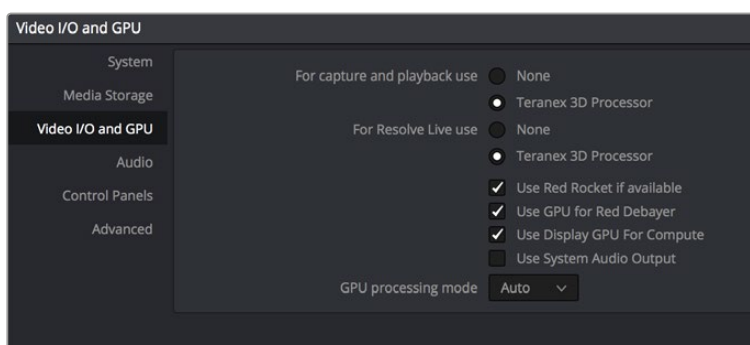 Video I/O and GPU
System
Media Storage
Video I/O and GPU
Audio
Control Panels
Advanced
For capture and playback use
None
Teranex 3D Processor
For Resolve Live use
None
Teranex 3D Processor
Use Red Rocket if available
Use GPU for Red Debayer
Use Display GPU For Compute
Use System Audio Output
GPU processing mode
Auto